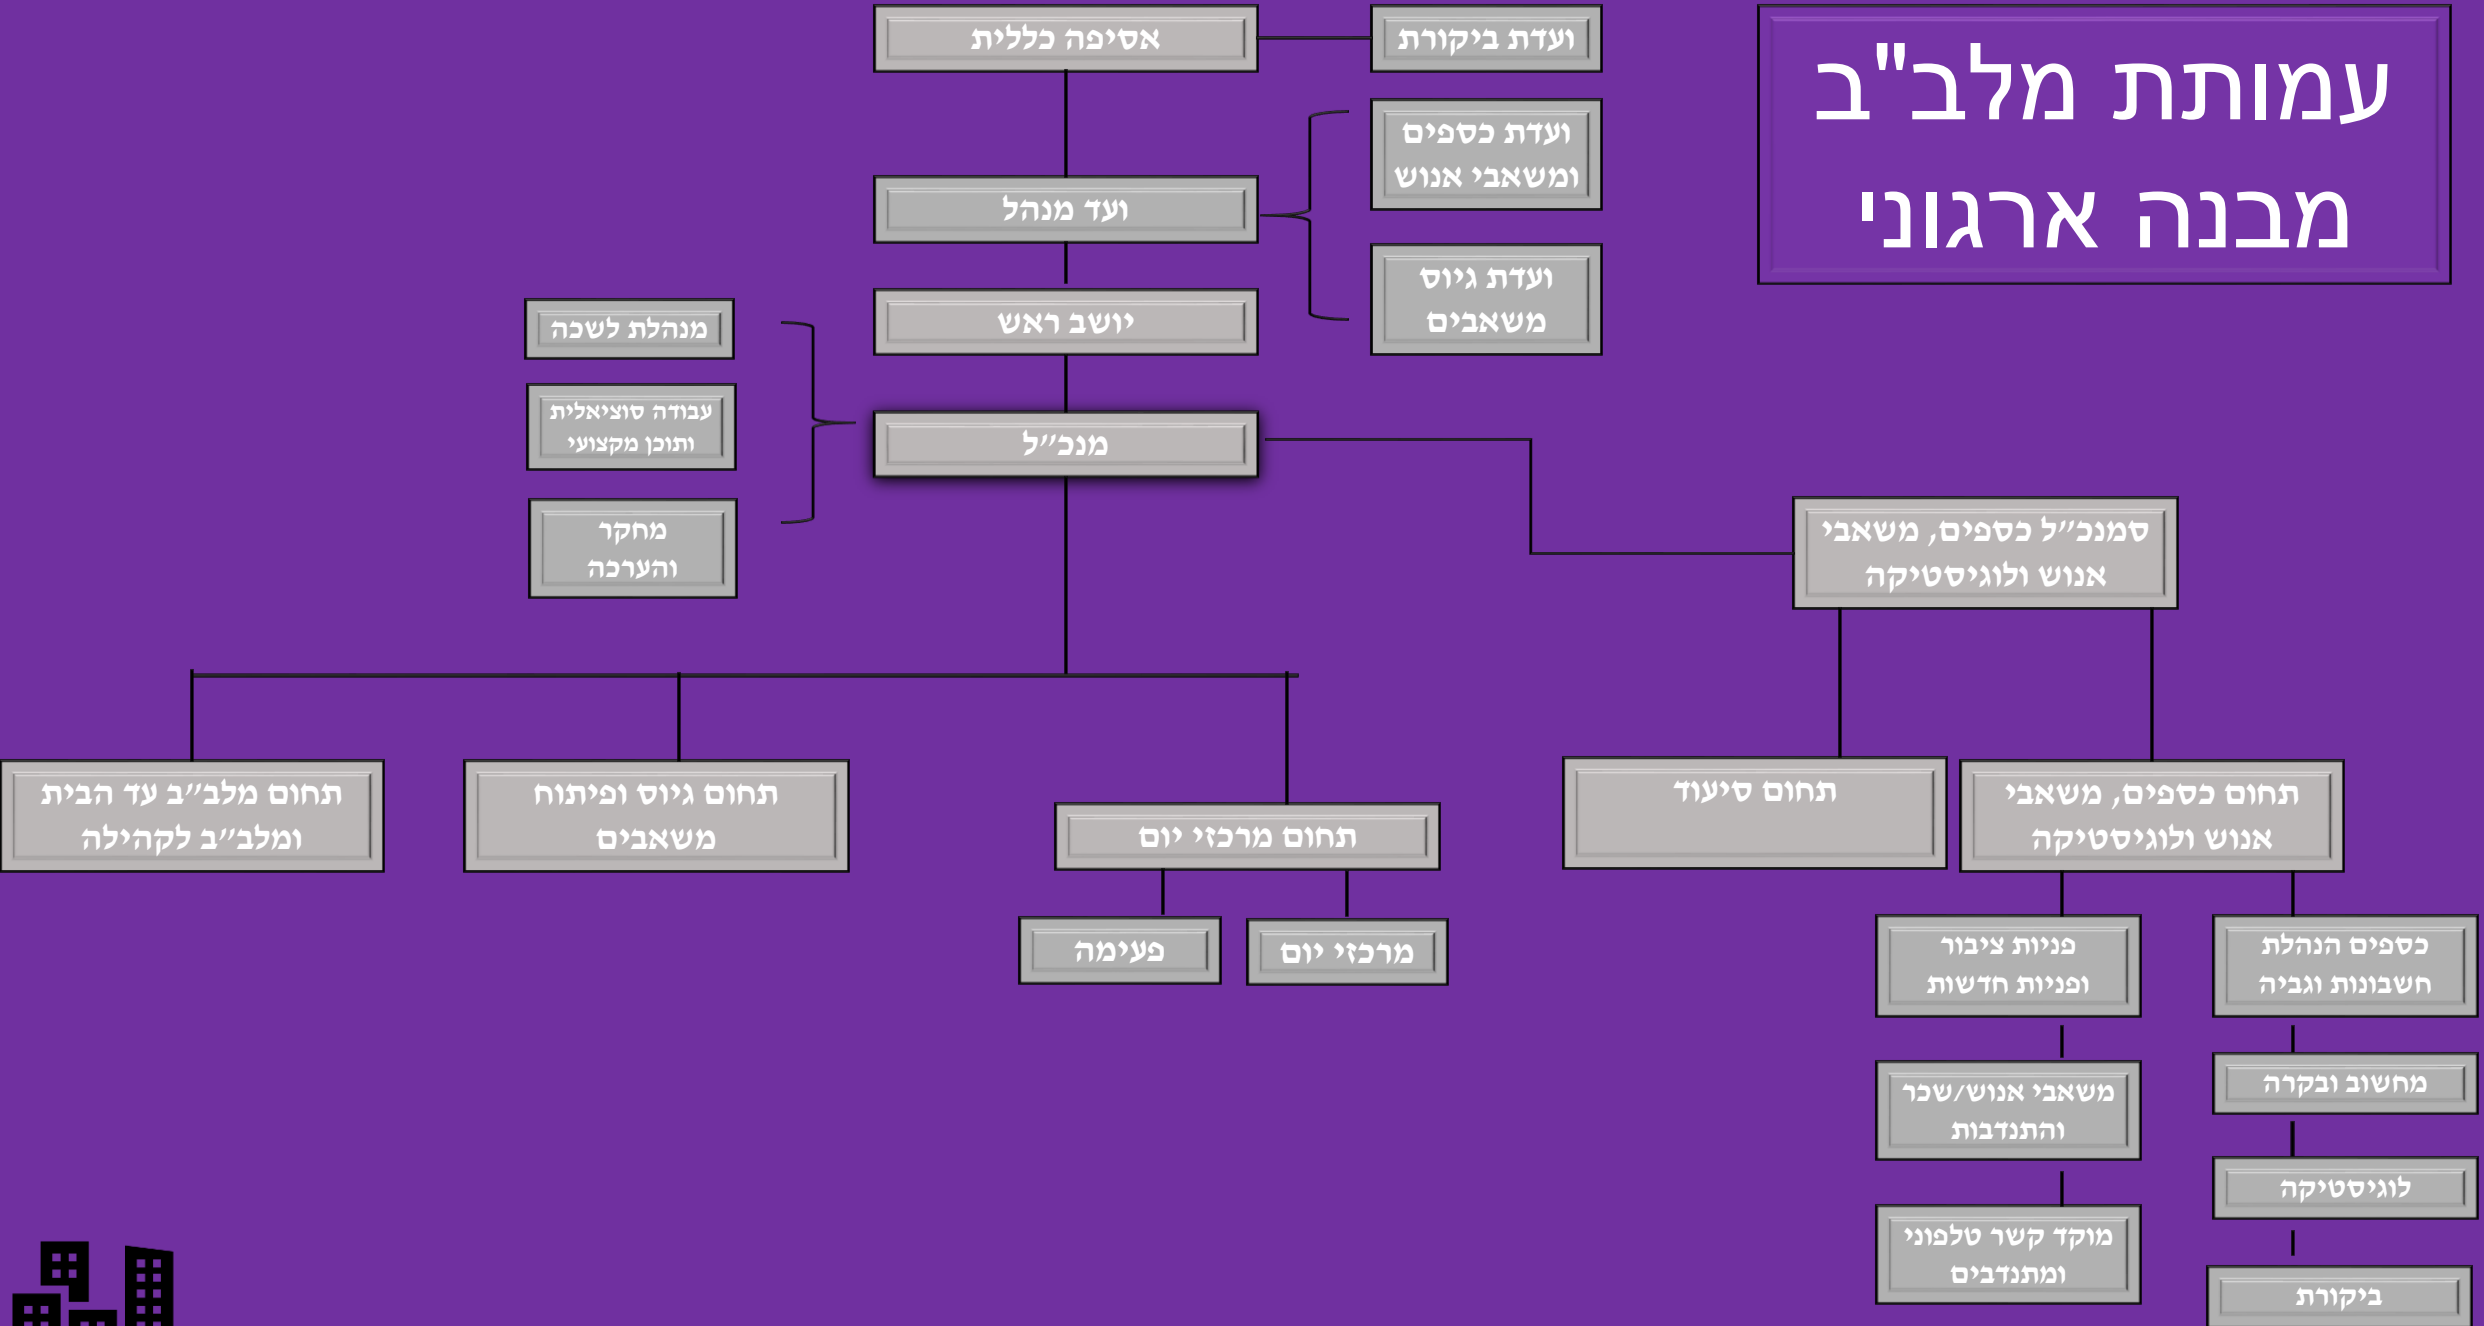 עמותת מלב"ב
מבנה ארגוני
אסיפה כללית
ועדת ביקורת
ועדת כספים
ומשאבי אנוש
ועד מנהל
ועדת גיוס
משאבים
יושב ראש
מנהלת לשכה
עבודה סוציאלית
ותוכן מקצועי
מחקר
והערכה
מנכ״ל
סמנכ״ל כספים, משאבי
אנוש ולוגיסטיקה
תחום כספים, משאבי
אנוש ולוגיסטיקה
תחום סיעוד
תחום מרכזי יום
תחום גיוס ופיתוח
משאבים
תחום מלב״ב עד הבית
ומלב״ב לקהילה
מרכזי יום
פעימה
כספים הנהלת
חשבונות וגביה
מחשוב ובקרה
לוגיסטיקה
ביקורת
פניות ציבור
ופניות חדשות
משאבי אנוש/שכר
והתנדבות
מוקד קשר טלפוני
ומתנדבים